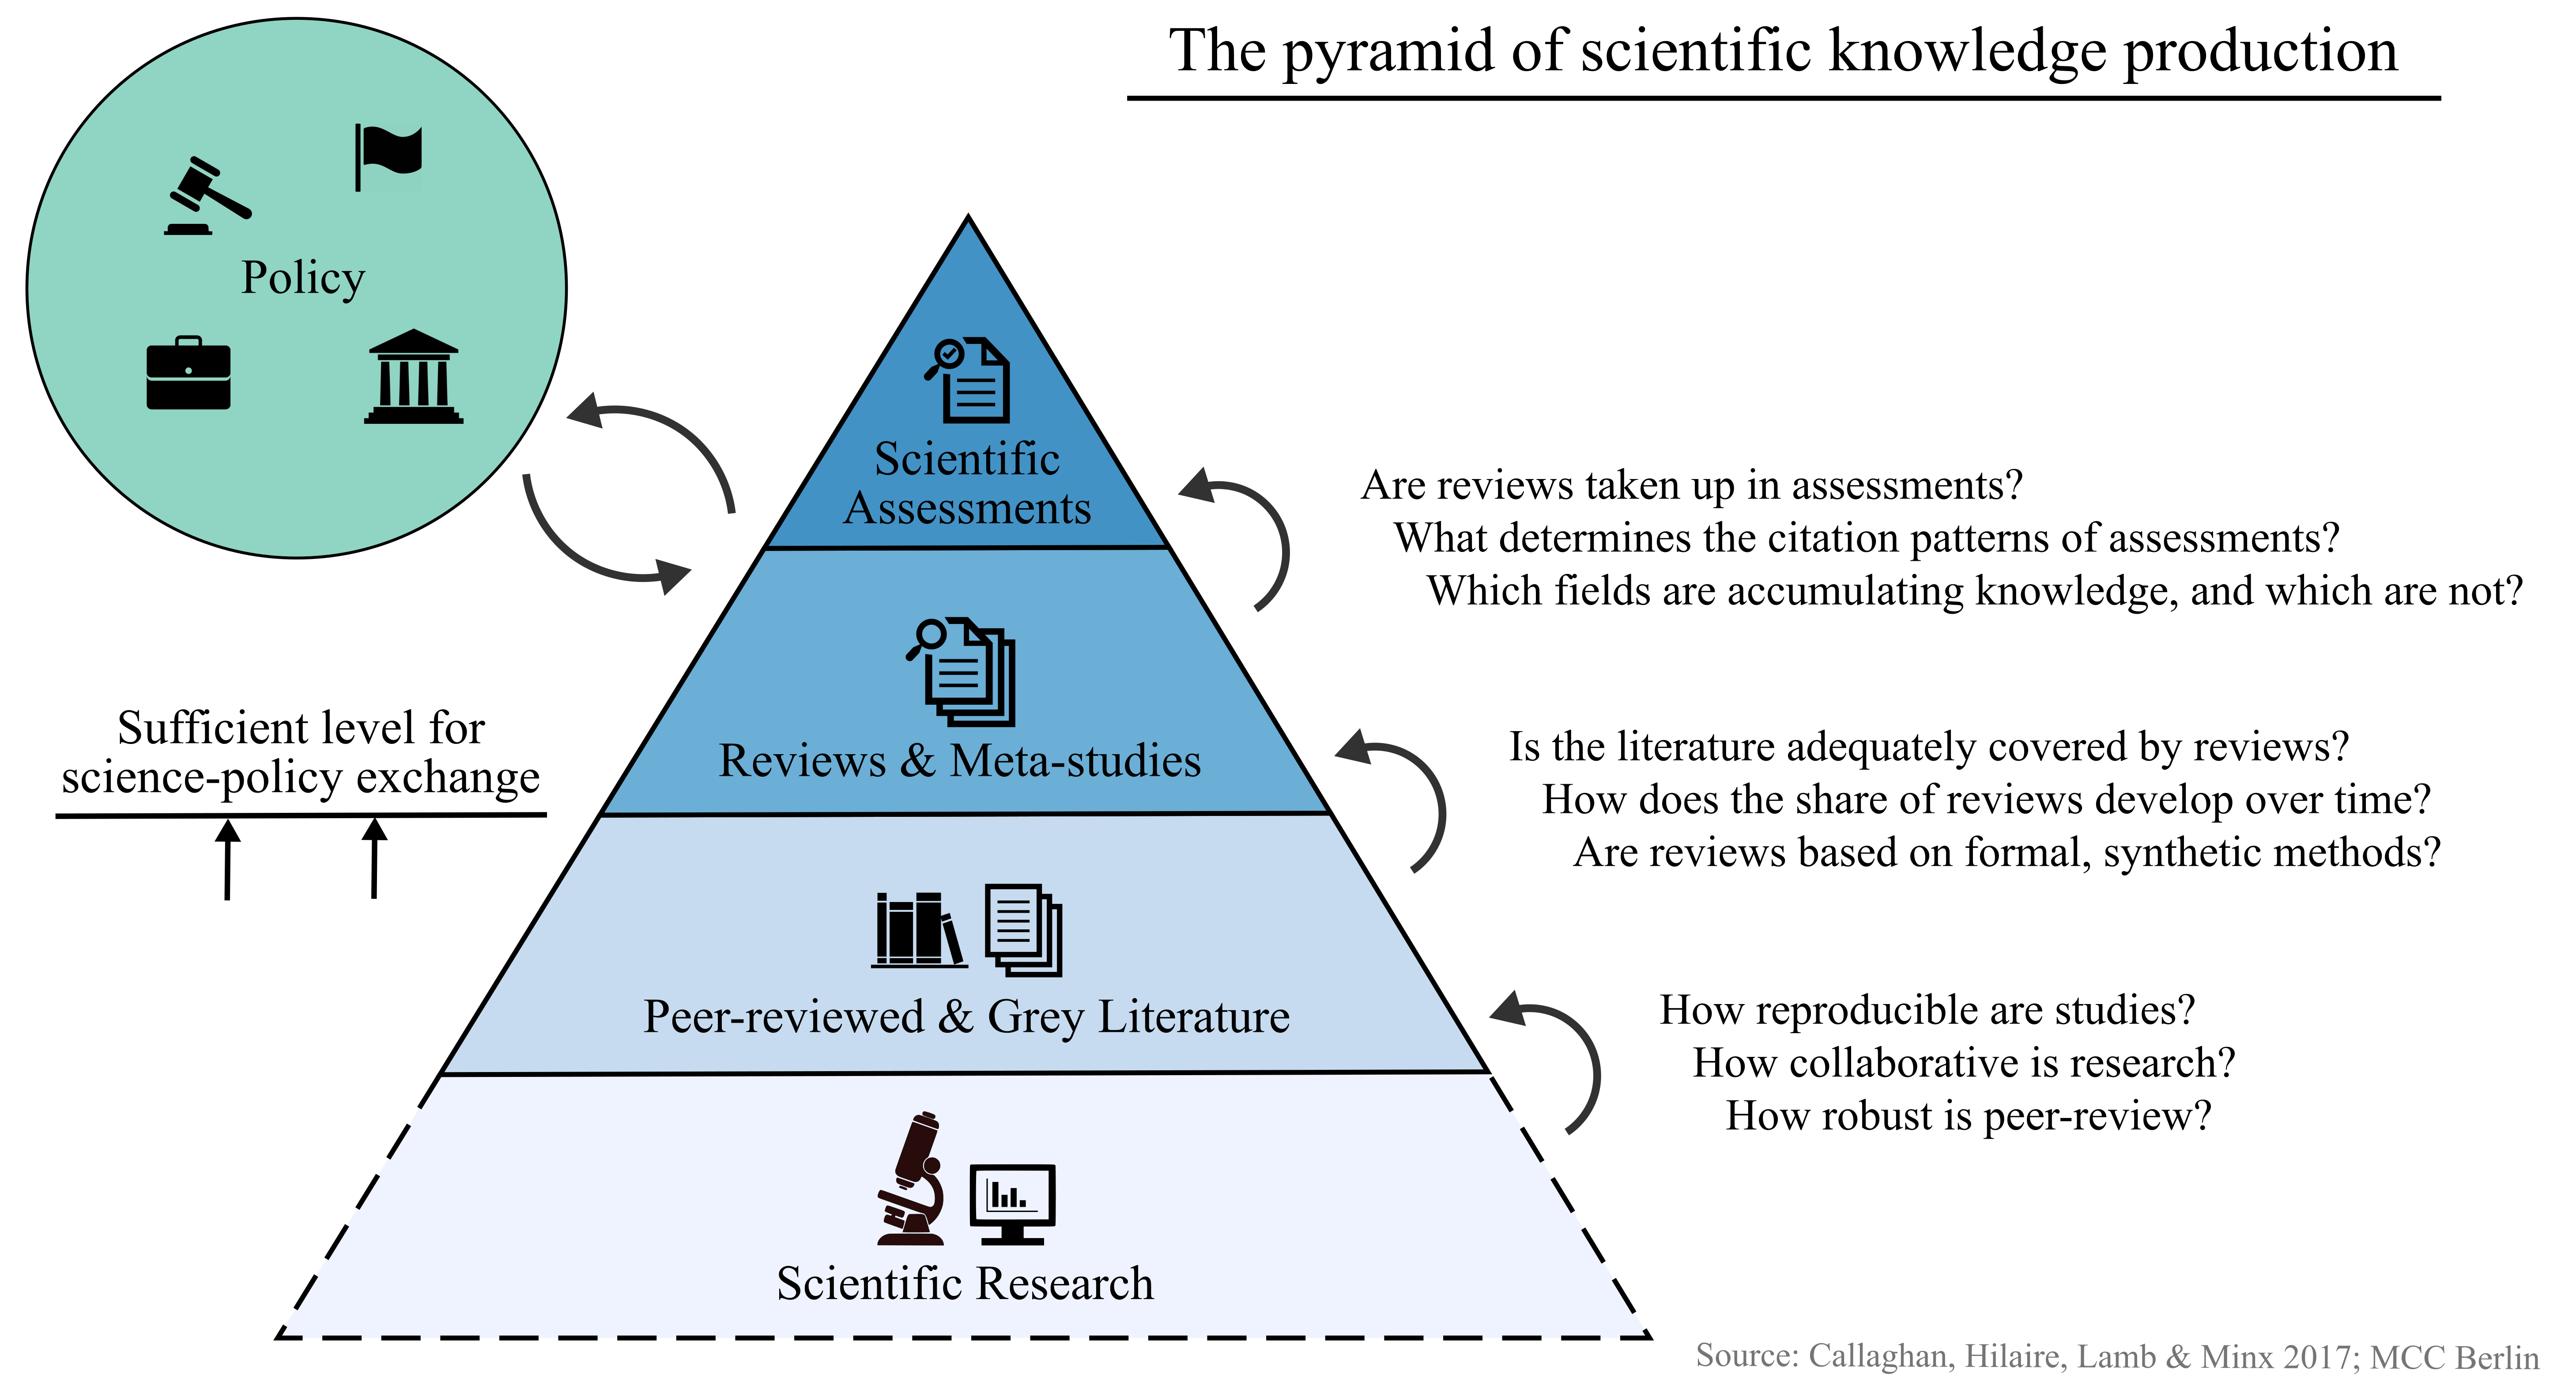 The pyramid of scientific knowledge production
Policy
Scientific
Assessments
Are reviews taken up in assessments?
What determines the citation patterns of assessments?
Which fields are accumulating knowledge, and which are not?
Sufficient level for
science-policy exchange
Reviews & Meta-studies
Is the literature adequately covered by reviews?
How does the share of reviews develop over time?
Are reviews based on formal, synthetic methods?
Peer-reviewed & Grey Literature
How reproducible are studies?
How collaborative is research?
How robust is peer-review?
Scientific Research
Source: Callaghan, Hilaire, Lamb & Minx 2017; MCC Berlin